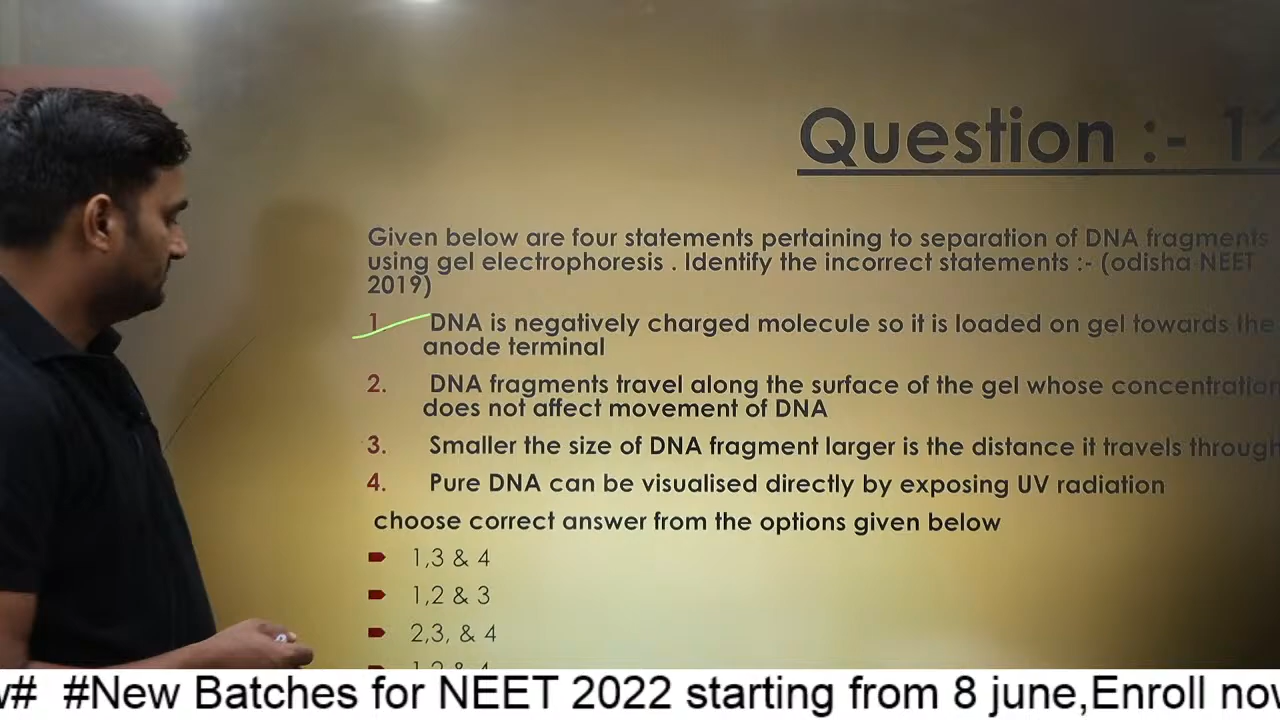 Question :- 12
Given below are four statements pertaining to separation of DNA fragments
using gel electrophoresis . Identify the incorrect statements :- (odisha NEET
2019)
1 DNA is negatively charged molecule so it is loaded on gel towards the
anode terminal
2. DNA fragments travel along the surface of the gel whose concentration
does not affect movement of DNA
3. Smaller the size of DNA fragment larger is the distance it travels through
4. Pure DNA can be visualised directly by exposing UV radiation
choose correct answer from the options given below
1,3 & 4
1,2 & 3
2,3, & 4
1,2 & 4
# #New Batches for NEET 2022 starting from 8 june,Enroll now